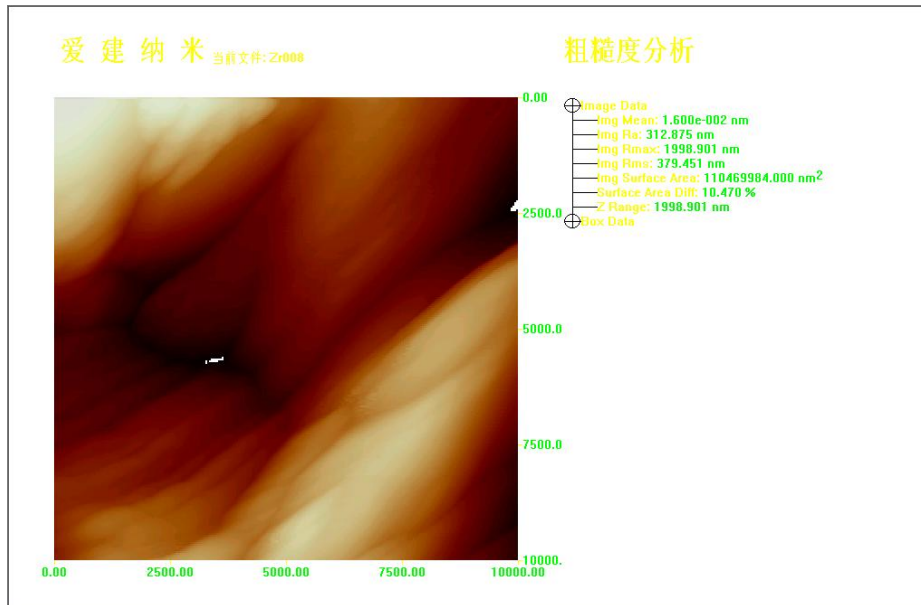 爱建纳米 当前文件: Zr008
粗糙度分析
Image Data
Img Mean: 1.600e-002 nm
Img Ra: 312.875 nm
Img Rmax: 1998.901 nm
Img Rms: 379.451 nm
Img Surface Area: 110469984.000 nm²
Surface Area Diff: 10.470 %
Z Range: 1998.901 nm
Box Data
0.00
2500.0
5000.0
7500.0
10000.
0.00 2500.00 5000.00 7500.00 10000.00